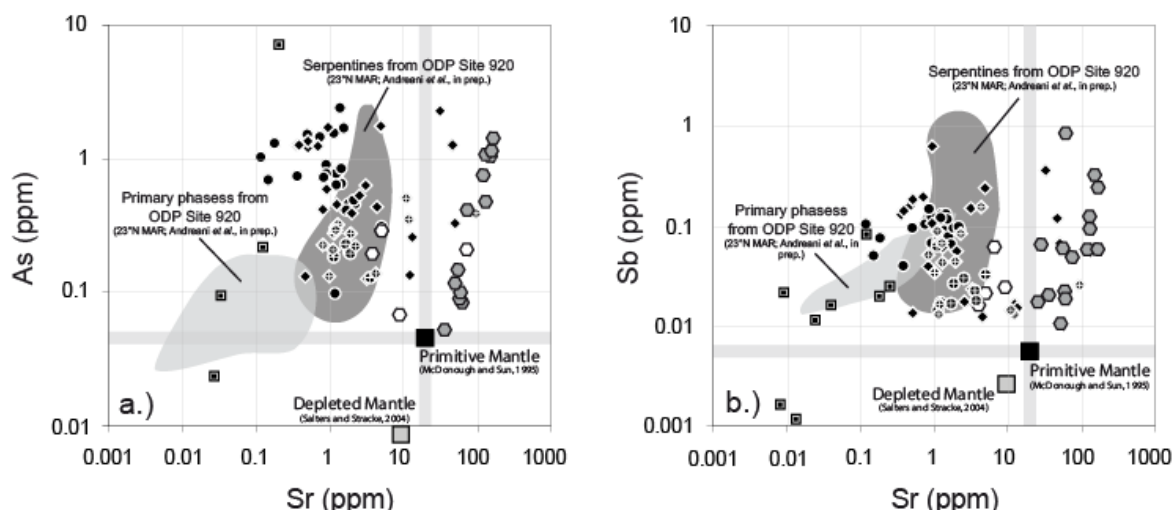 10
1
0.1
0.01
As (ppm)
Serpentines from ODP Site 920
(23°N MAR; Andreani et al., in prep.)
Primary phasess from
ODP Site 920
(23°N MAR; Andreani et al., in prep.)
Primitive Mantle
(McDonough and Sun, 1995)
Depleted Mantle
(Salters and Stracke, 2004)
a.)
0.001 0.01 0.1 1 10 100 1000
Sr (ppm)
10
1
0.1
0.01
0.001
Sb (ppm)
Serpentines from ODP Site 920
(23°N MAR; Andreani et al., in prep.)
Primary phasess
from ODP Site 920
(23°N MAR; Andreani et al., in
prep.)
Primitive Mantle
(McDonough and Sun, 1995)
Depleted Mantle
(Salters and Stracke, 2004)
b.)
0.001 0.01 0.1 1 10 100 1000
Sr (ppm)